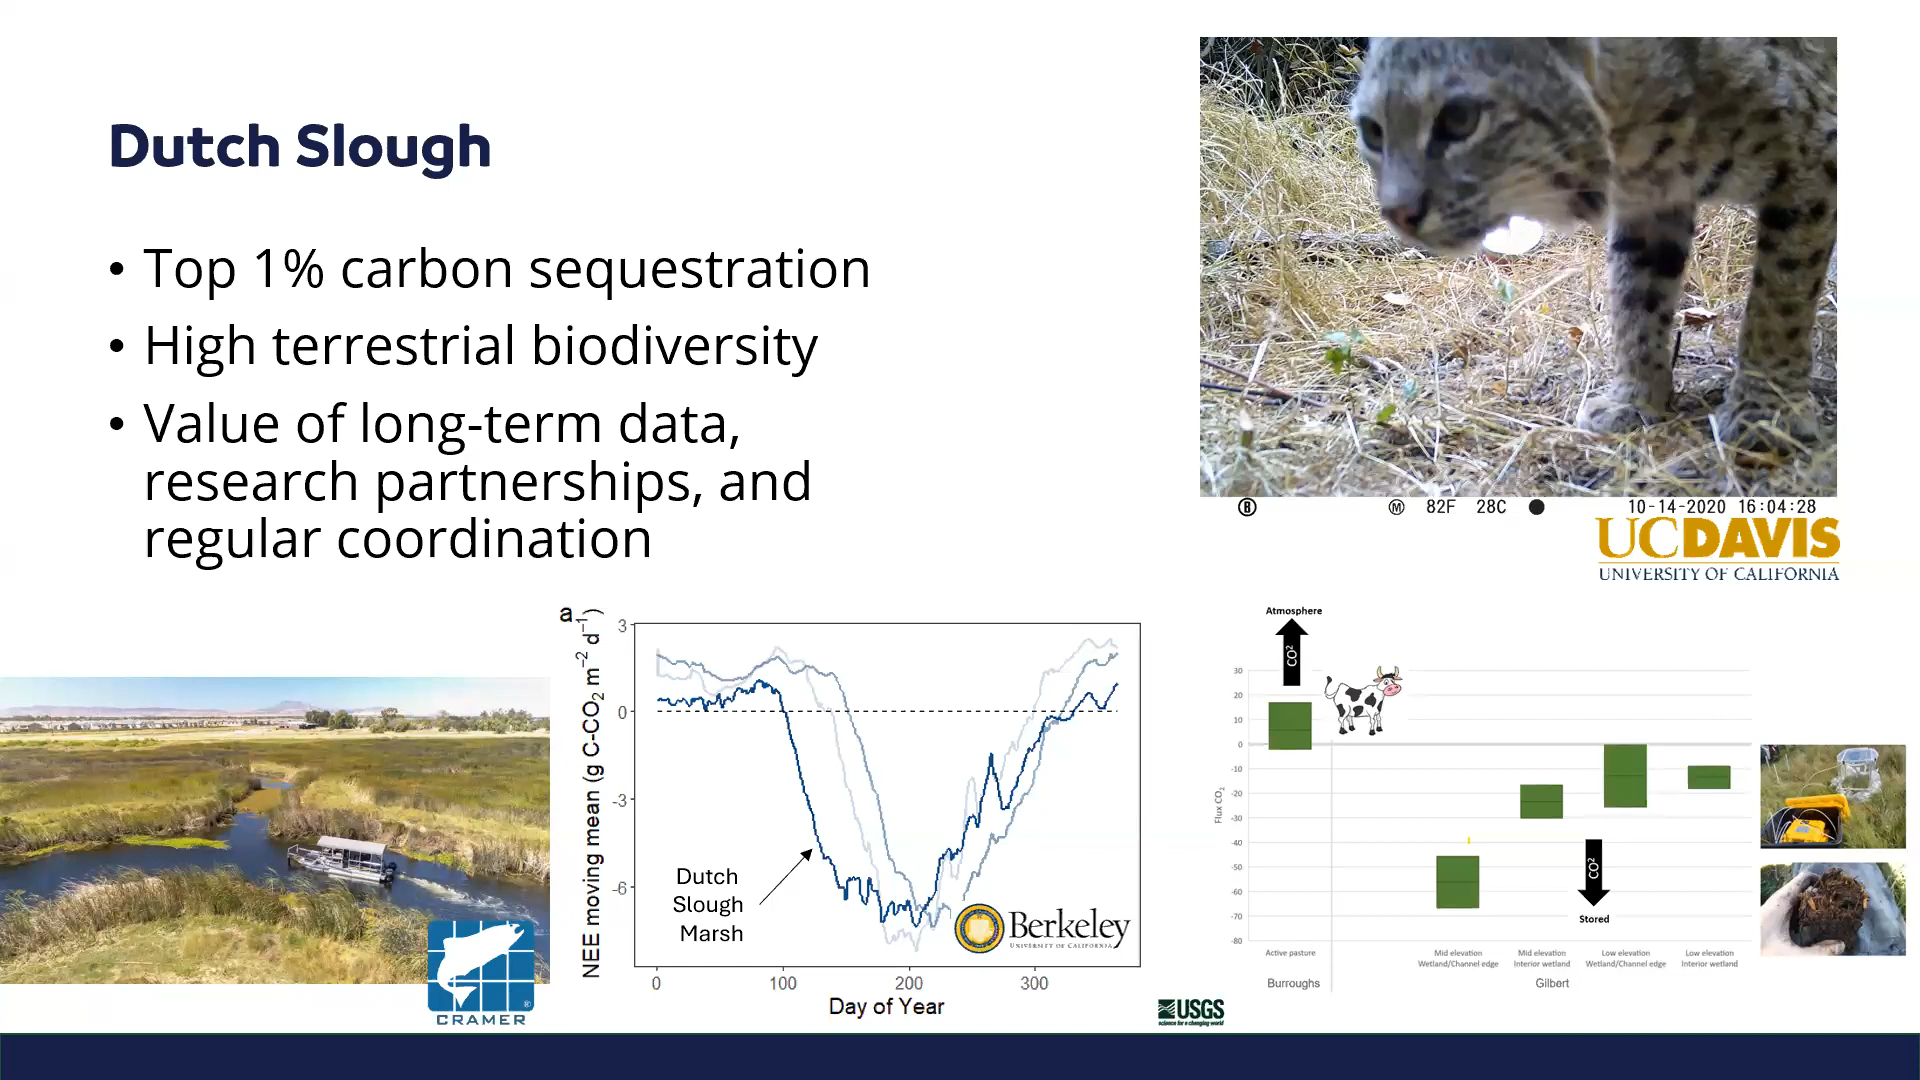 Dutch Slough
• Top 1% carbon sequestration
• High terrestrial biodiversity
• Value of long-term data,
research partnerships, and
regular coordination
Ⓑ Ⓜ 82F 28C ● 10-14-2020 16:04:28
UCDAVIS
UNIVERSITY OF CALIFORNIA
CRAMER
®
a.
NEE moving mean (g C-CO₂ m⁻² d⁻¹)
3
0
-3
-6
Dutch
Slough
Marsh
Berkeley
UNIVERSITY OF CALIFORNIA
0 100 200 300
Day of Year
USGS
science for a changing world
Atmosphere
CO²
Flux CO₂
30
20
10
0
-10
-20
-30
-40
-50
-60
-70
-80
CO²
Stored
Active pasture
Mid elevation
Wetland/Channel edge
Mid elevation
Interior wetland
Low elevation
Wetland/Channel edge
Low elevation
Interior wetland
Burroughs
Gilbert